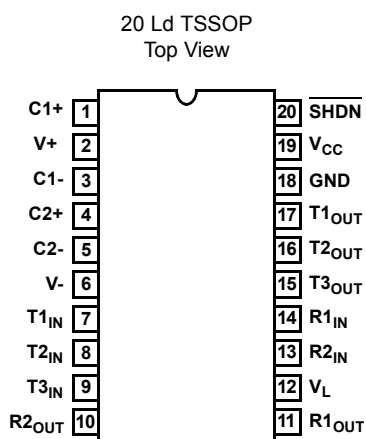 20 Ld TSSOP
Top View
C1+ 1 20 SHDN
V+ 2 19 VCC
C1- 3 18 GND
C2+ 4 17 T1OUT
C2- 5 16 T2OUT
V- 6 15 T3OUT
T1IN 7 14 R1IN
T2IN 8 13 R2IN
T3IN 9 12 VL
R2OUT 10 11 R1OUT